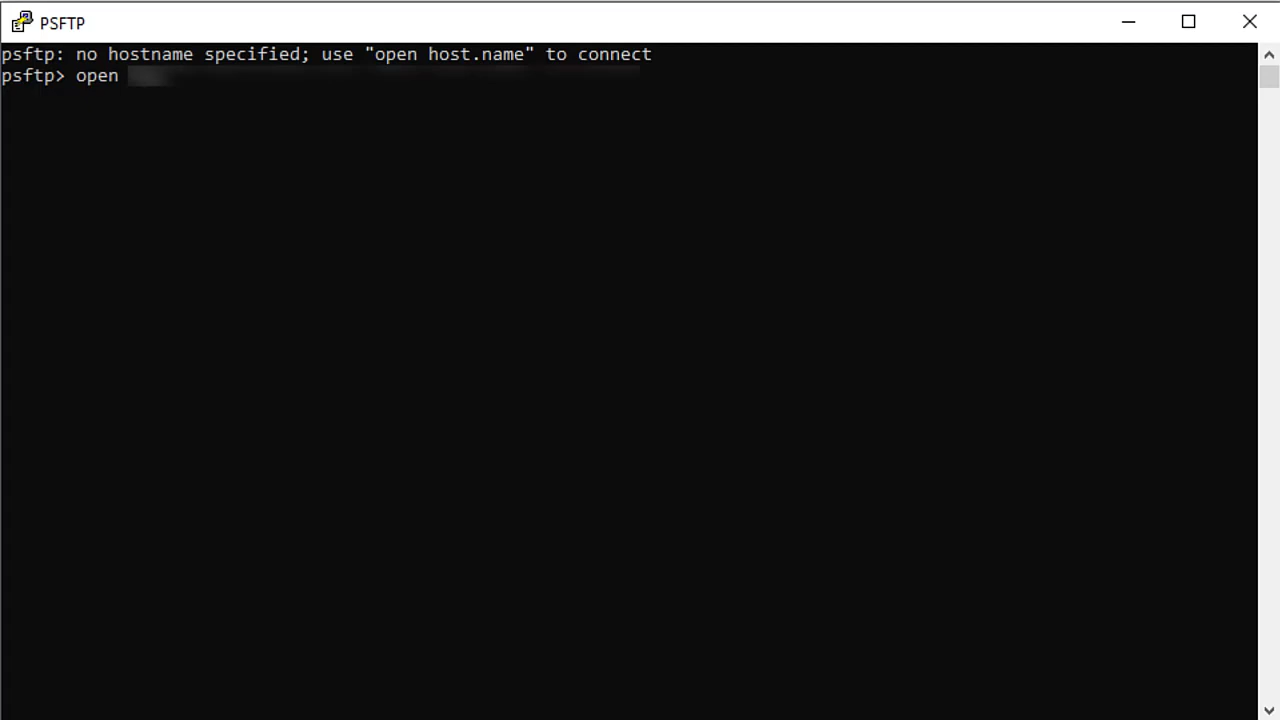 PSFTP
psftp: no hostname specified; use "open host.name" to connect
psftp> open